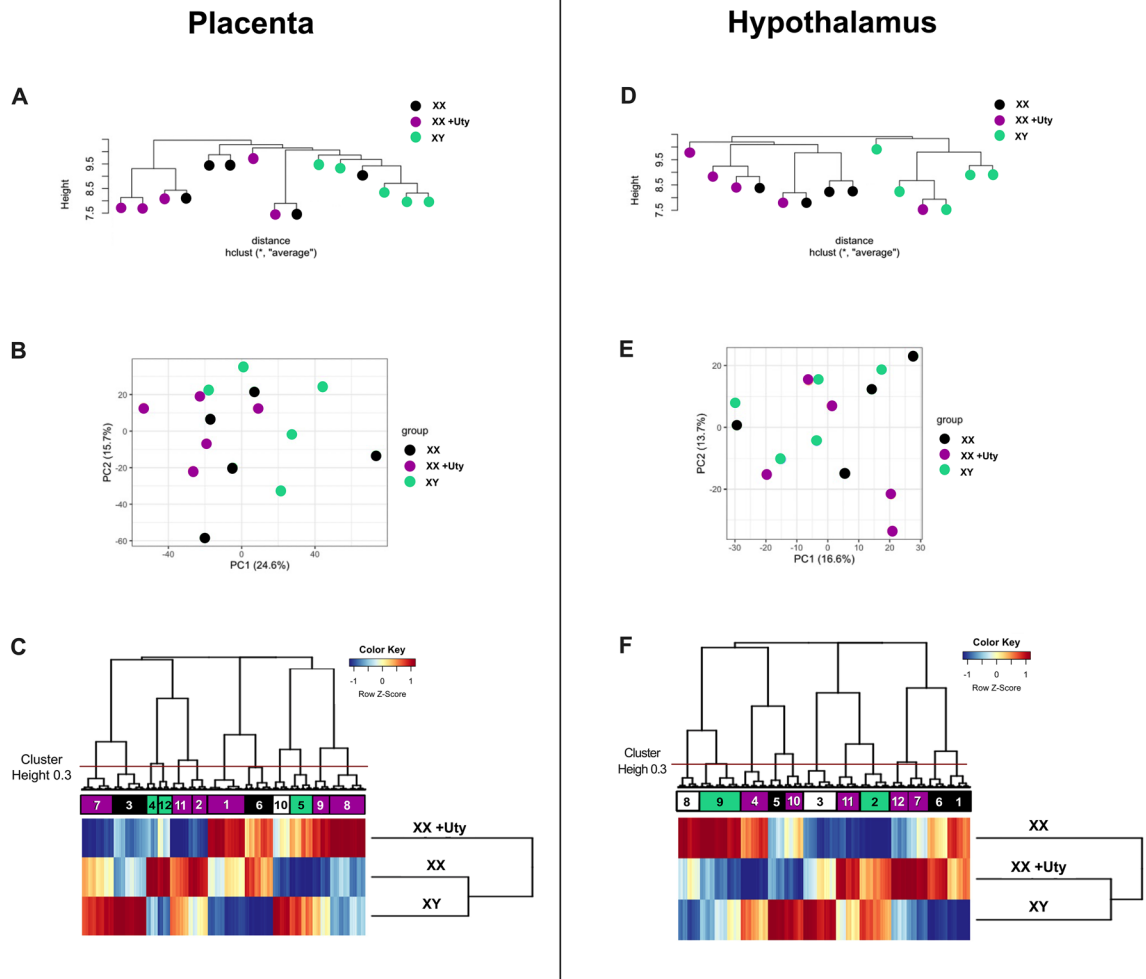 Placenta
Hypothalamus
A
XX
XX +Uty
XY
Height
9.5
8.5
7.5
distance
hclust (*, "average")
D
XX
XX +Uty
XY
Height
9.5
8.5
7.5
distance
hclust (*, "average")
B
PC2 (15.7%)
20
0
-20
-40
-60
-40
0
40
PC1 (24.6%)
group
XX
XX +Uty
XY
E
PC2 (13.7%)
20
0
-20
-30
-20
-10
0
10
20
30
PC1 (16.6%)
group
XX
XX +Uty
XY
C
Color Key
-1 0 1
Row Z-Score
Cluster
Height 0.3
7 3 4 12 11 2 1 6 10 5 9 8
XX +Uty
XX
XY
F
Color Key
-1 0 1
Row Z-Score
Cluster
Heigh 0.3
8 9 4 5 10 3 11 2 12 7 6 1
XX
XX +Uty
XY